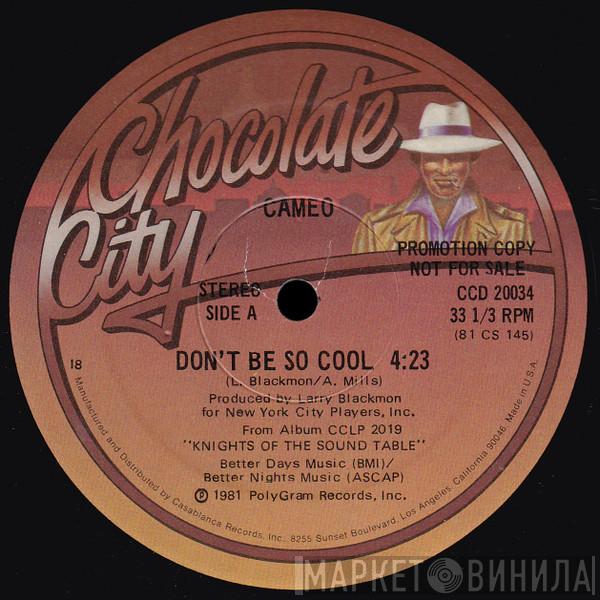 Chocolate
City
CAMEO
PROMOTION COPY
NOT FOR SALE
STEREO
SIDE A
CCD 20034
33 1/3 RPM
(81 CS 145)
DON'T BE SO COOL 4:23
(L. Blackmon/A. Mills)
Produced by Larry Blackmon
for New York City Players, Inc.
From Album CCLP 2019
"KNIGHTS OF THE SOUND TABLE"
Better Days Music (BMI)/
Better Nights Music (ASCAP)
℗ 1981 PolyGram Records, Inc.
18
Manufactured and Distributed by Casablanca Records, Inc., 8255 Sunset Boulevard, Los Angeles, California 90046. Made in U.S.A.
МАРКЕТ ВИНИЛА